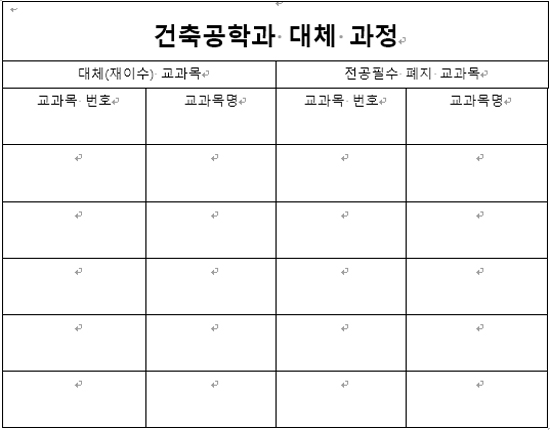 건축공학과 대체 과정
대체(재이수) 교과목 전공필수 폐지 교과목
교과목 번호 교과목명 교과목 번호 교과목명